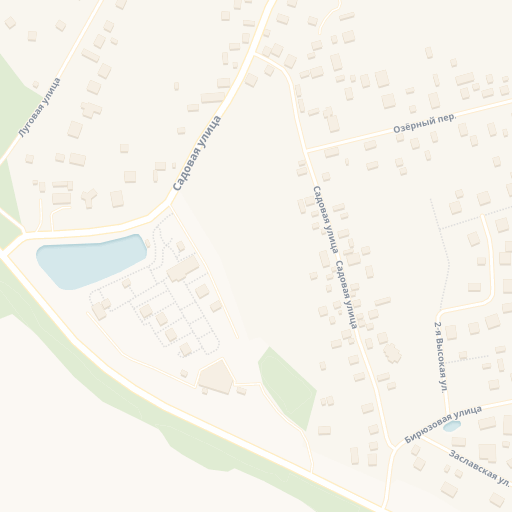 Луговая улица
Садовая улица
Озёрный пер.
Садовая улица
Садовая улица
2-я Высокая ул.
Бирюзовая улица
Заславская ул.